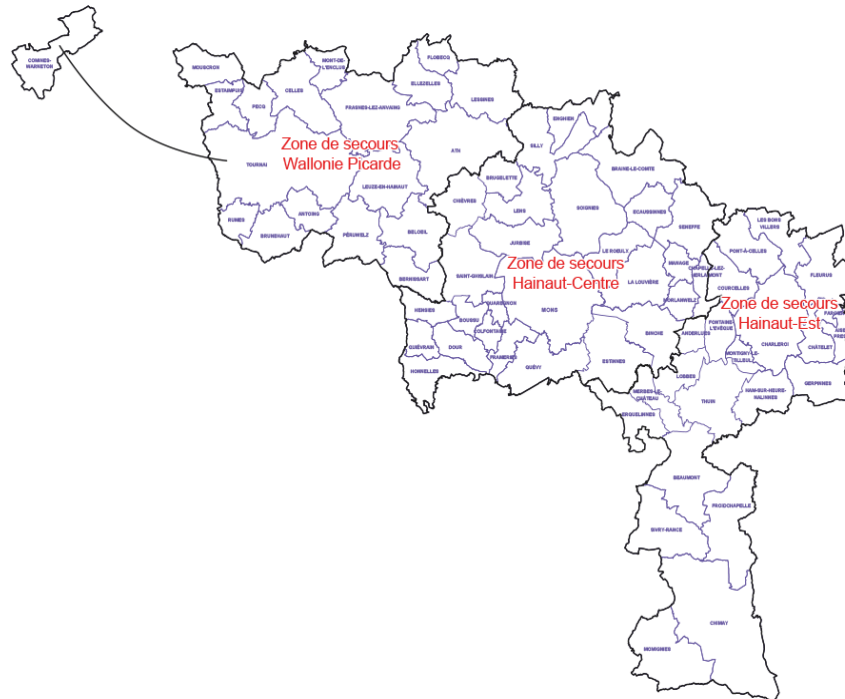 COMINES-
WARNETON
MOUSCRON
ESTAIMPUIS
PECQ
CELLES
MONT-DE-
L'ENCLUS
FLOBECQ
ELLEZELLES
FRASNES-LEZ-ANVAING
LESSINES
TOURNAI
Zone de secours
Wallonie Picarde
ATH
LEUZE-EN-HAINAUT
RUMES
BRUNEHAUT
ANTOING
PÉRUWELZ
BELOEIL
BERNISSART
ENGHIEN
SILLY
BRAINE-LE-COMTE
BRUGELETTE
CHIÈVRES
LENS
SOIGNIES
ECAUSSINNES
SENEFFE
JURBISE
LE ROEULX
MANAGE
CHAPELLE-LEZ-
HERLAIMONT
SAINT-GHISLAIN
Zone de secours
Hainaut-Centre
LA LOUVIÈRE
MORLANWELZ
HENSIES
QUAREGNON
BOUSSU
COLFONTAINE
MONS
BINCHE
ANDERLUES
QUIÉVRAIN
DOUR
FRAMERIES
HONNELLES
QUÉVY
ESTINNES
LES BONS
VILLERS
PONT-À-CELLES
FLEURUS
COURCELLES
Zone de secours
Hainaut-Est
FONTAINE-
L'EVÊQUE
CHARLEROI
CHÂTELET
MONTIGNY-LE-
TILLEUL
LOBBES
THUIN
HAM-SUR-HEURE-
NALINNES
GERPINNES
MERBES-LE-
CHÂTEAU
ERQUELINNES
BEAUMONT
FROIDCHAPELLE
SIVRY-RANCE
CHIMAY
MOMIGNIES